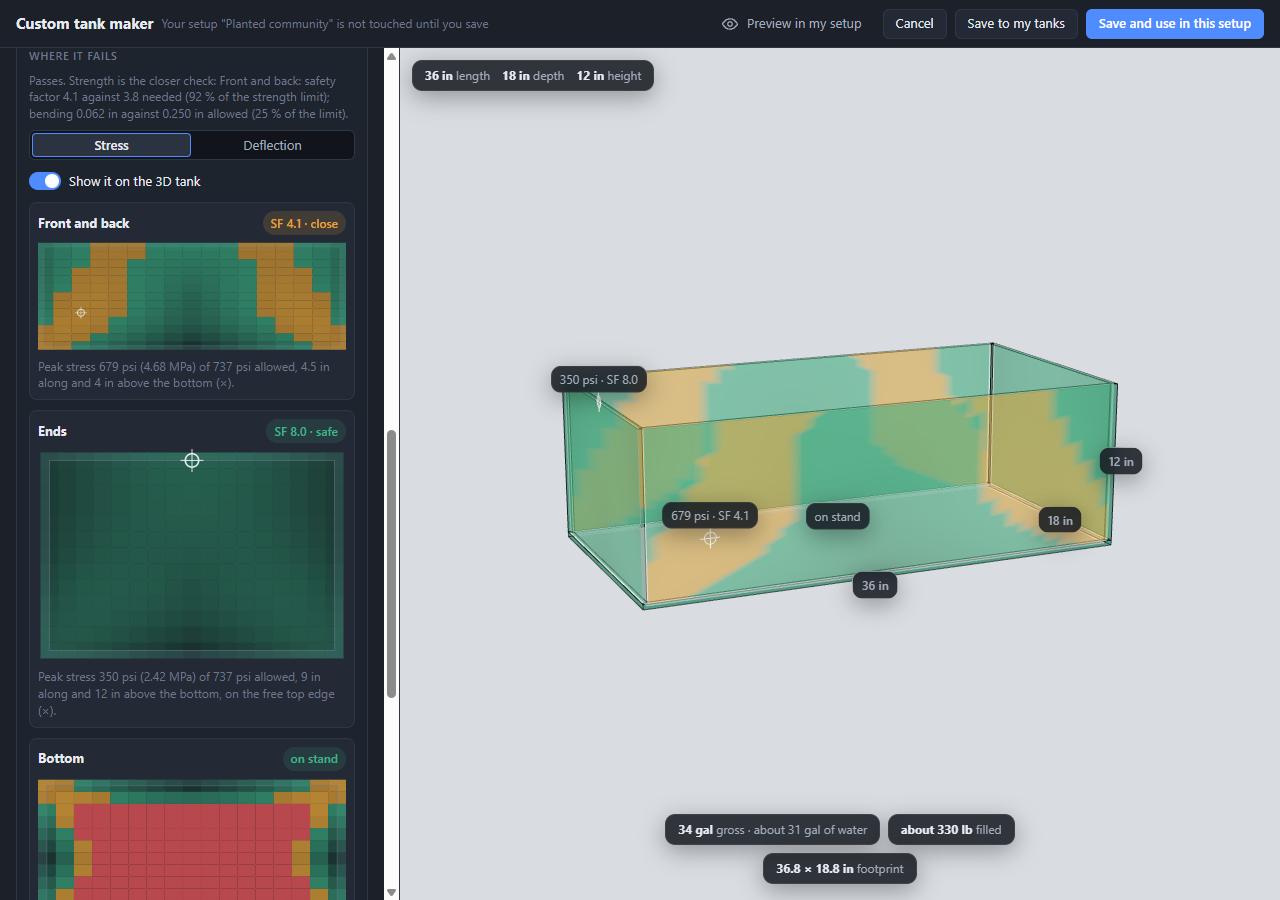 Custom tank maker
Your setup "Planted community" is not touched until you save
Preview in my setup
Cancel
Save to my tanks
Save and use in this setup
WHERE IT FAILS
Passes. Strength is the closer check: Front and back: safety
factor 4.1 against 3.8 needed (92 % of the strength limit);
bending 0.062 in against 0.250 in allowed (25 % of the limit).
Stress
Deflection
Show it on the 3D tank
Front and back
SF 4.1 · close
Peak stress 679 psi (4.68 MPa) of 737 psi allowed, 4.5 in
along and 4 in above the bottom (×).
Ends
SF 8.0 · safe
Peak stress 350 psi (2.42 MPa) of 737 psi allowed, 9 in
along and 12 in above the bottom, on the free top edge
(×).
Bottom
on stand
36 in length 18 in depth 12 in height
350 psi · SF 8.0
12 in
679 psi · SF 4.1
on stand
18 in
36 in
34 gal gross · about 31 gal of water
about 330 lb filled
36.8 × 18.8 in footprint